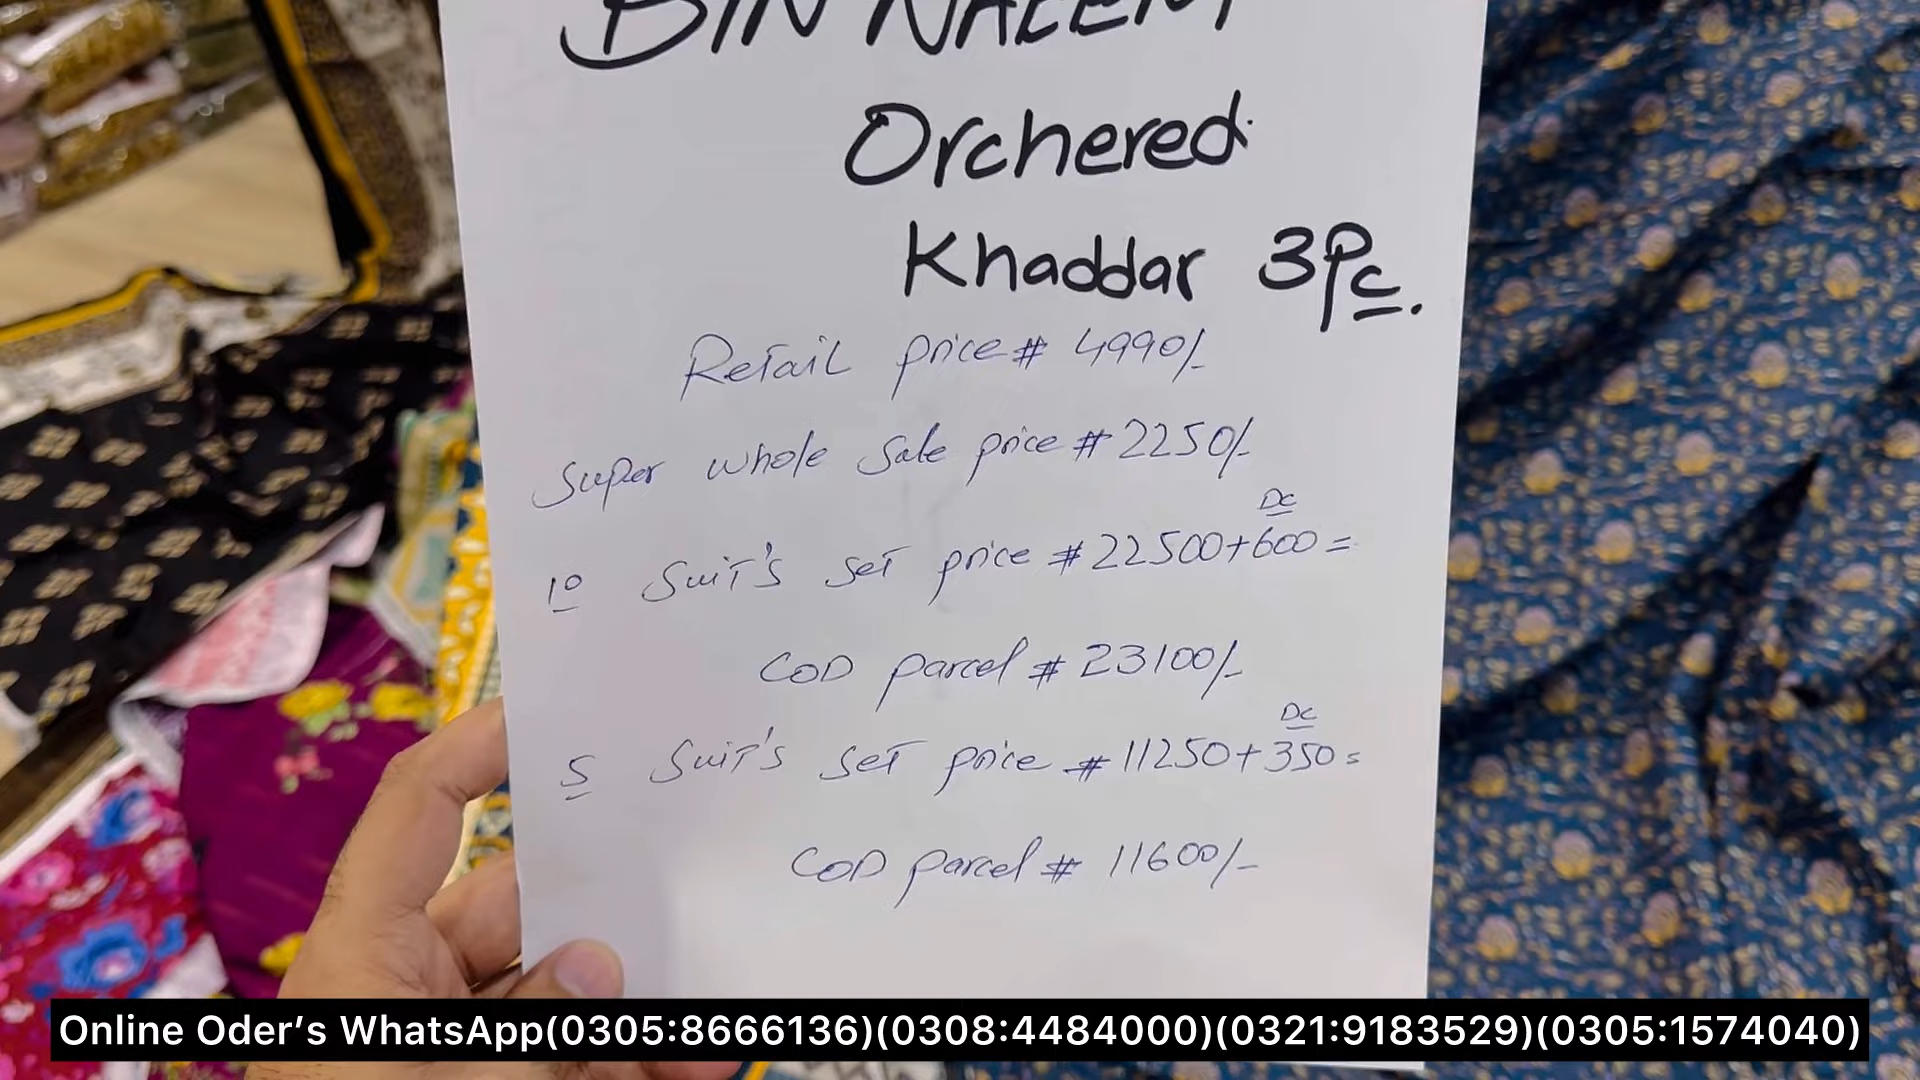 BIN NAEEM
Orchered
Khaddar 3Pc.
Retail price # 4990/-
Super whole sale price # 2250/-
DC
10 Suit's set price # 22500+600=
COD parcel # 23100/-
DC
5 Suit's set price # 11250+350=
COD parcel # 11600/-
Online Oder’s WhatsApp(0305:8666136)(0308:4484000)(0321:9183529)(0305:1574040)